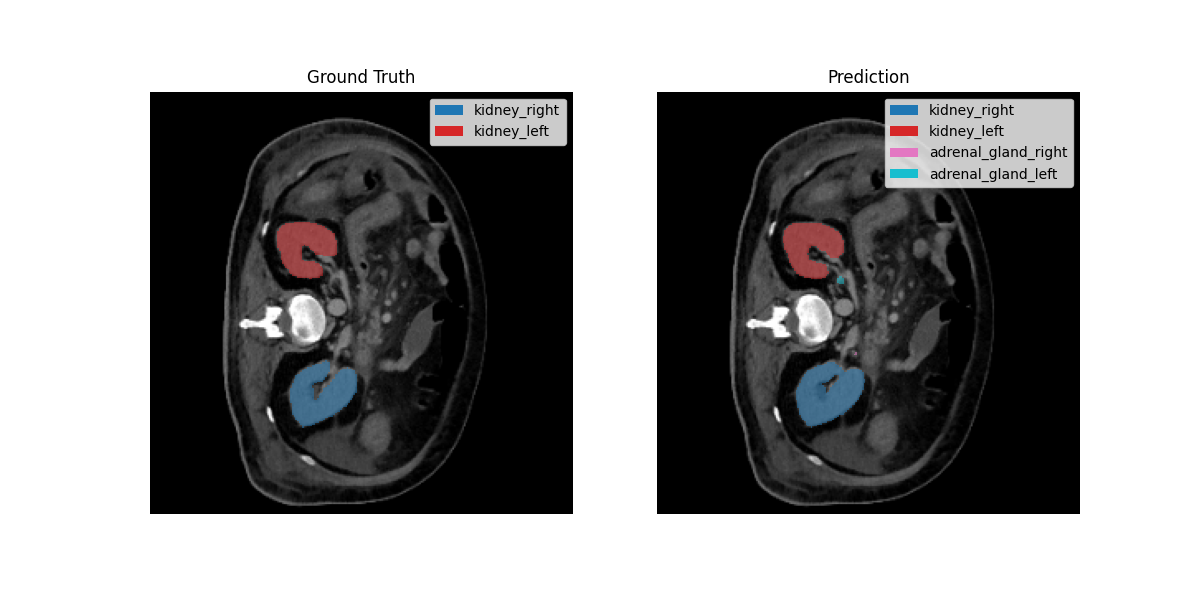 Ground Truth
kidney_right
kidney_left
Prediction
kidney_right
kidney_left
adrenal_gland_right
adrenal_gland_left